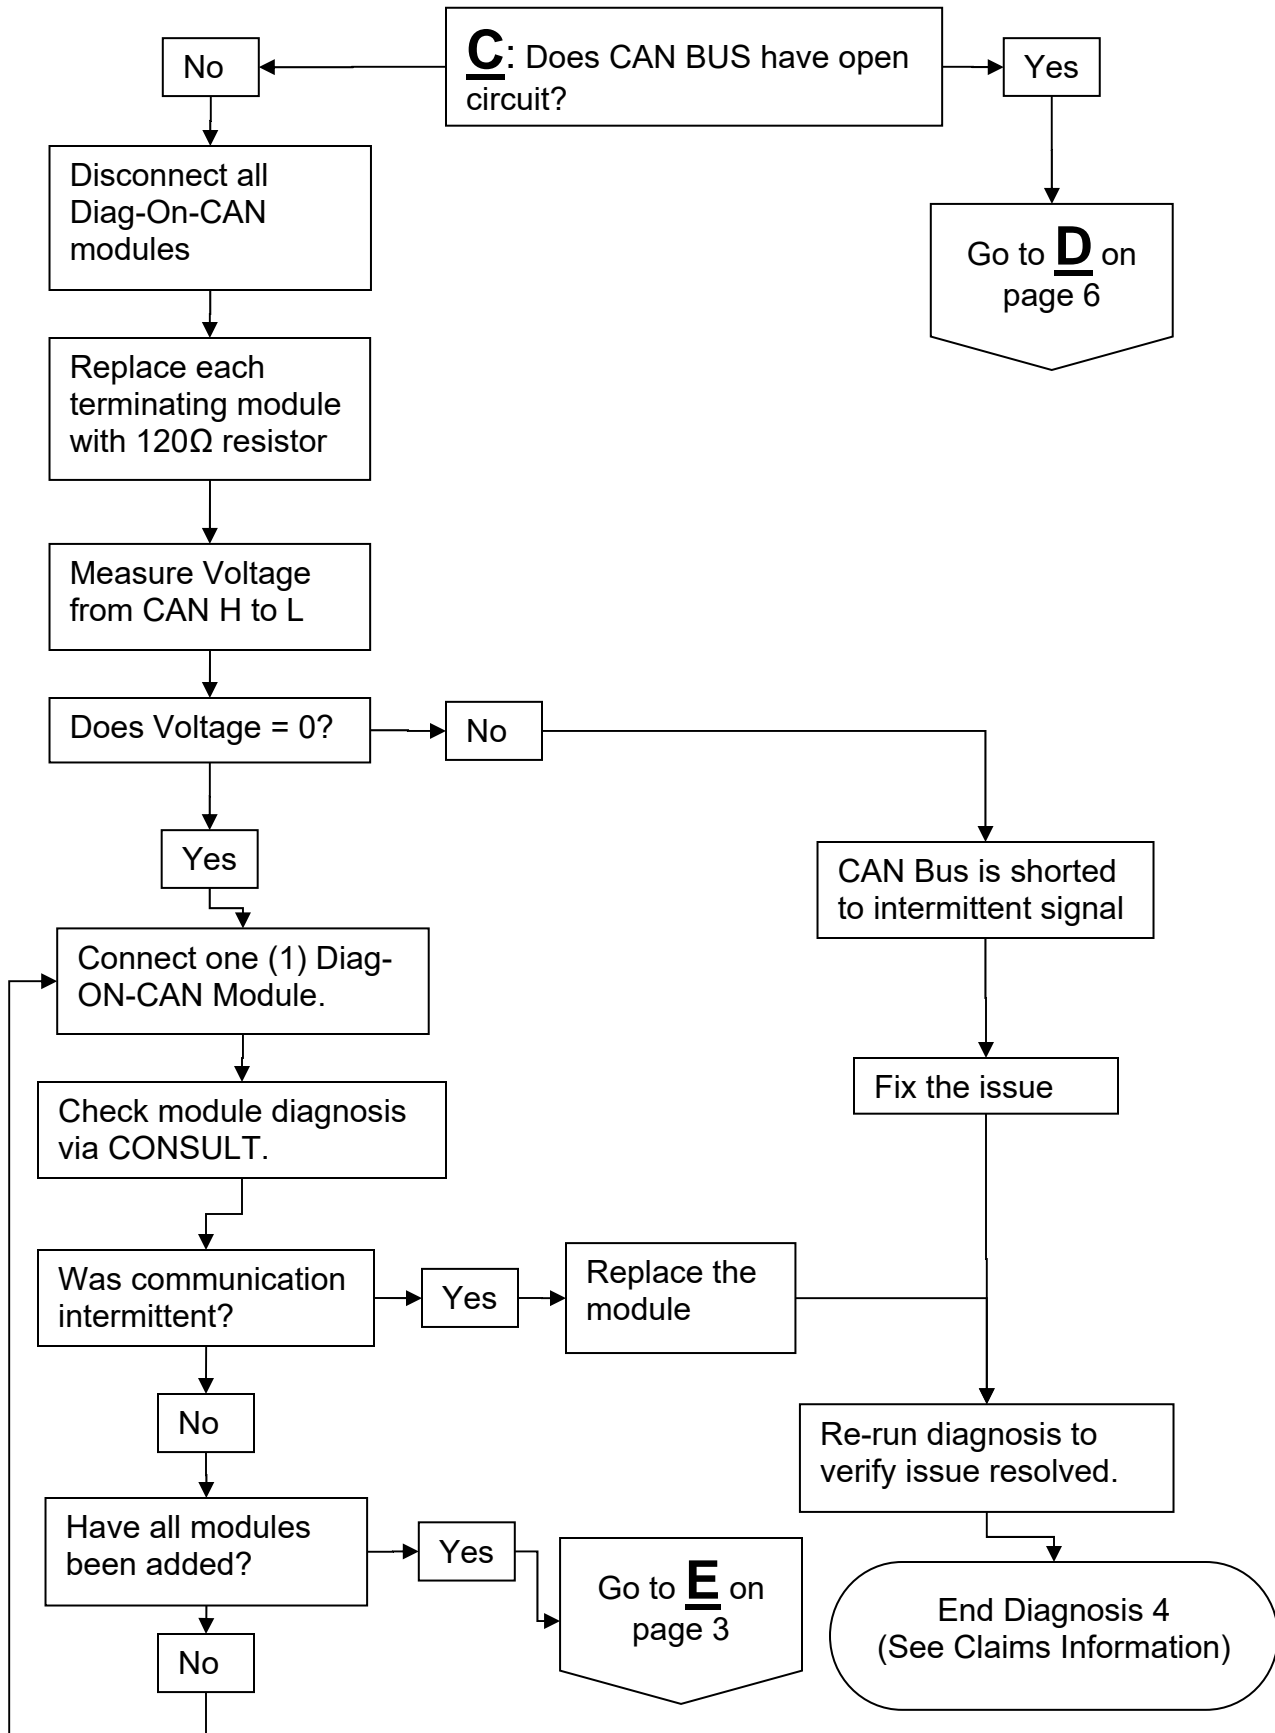 C: Does CAN BUS have open
circuit?
No
Yes
Disconnect all
Diag-On-CAN
modules
Go to D on
page 6
Replace each
terminating module
with 120Ω resistor
Measure Voltage
from CAN H to L
Does Voltage = 0?
No
Yes
CAN Bus is shorted
to intermittent signal
Connect one (1) Diag-
ON-CAN Module.
Fix the issue
Check module diagnosis
via CONSULT.
Was communication
intermittent?
Yes
Replace the
module
No
Re-run diagnosis to
verify issue resolved.
Have all modules
been added?
Yes
Go to E on
page 3
End Diagnosis 4
(See Claims Information)
No